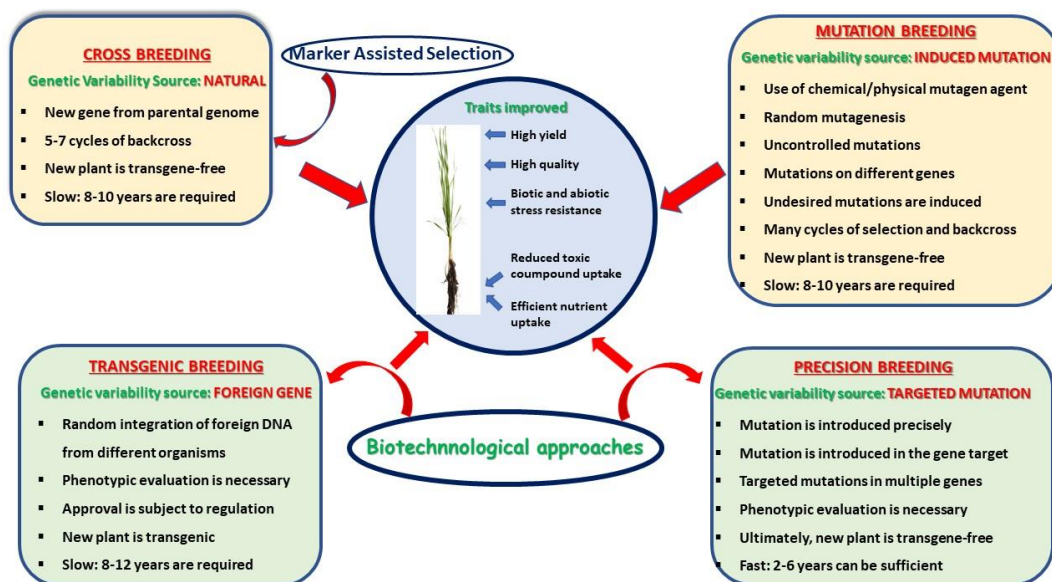 CROSS BREEDING
Genetic Variability Source: NATURAL
▪ New gene from parental genome
▪ 5-7 cycles of backcross
▪ New plant is transgene-free
▪ Slow: 8-10 years are required
Marker Assisted Selection
MUTATION BREEDING
Genetic variability source: INDUCED MUTATION
▪ Use of chemical/physical mutagen agent
▪ Random mutagenesis
▪ Uncontrolled mutations
▪ Mutations on different genes
▪ Undesired mutations are induced
▪ Many cycles of selection and backcross
▪ New plant is transgene-free
▪ Slow: 8-10 years are required
Traits improved
High yield
High quality
Biotic and abiotic
stress resistance
Reduced toxic
coumpound uptake
Efficient nutrient
uptake
TRANSGENIC BREEDING
Genetic variability source: FOREIGN GENE
▪ Random integration of foreign DNA
from different organisms
▪ Phenotypic evaluation is necessary
▪ Approval is subject to regulation
▪ New plant is transgenic
▪ Slow: 8-12 years are required
Biotechnnological approaches
PRECISION BREEDING
Genetic variability source: TARGETED MUTATION
▪ Mutation is introduced precisely
▪ Mutation is introduced in the gene target
▪ Targeted mutations in multiple genes
▪ Phenotypic evaluation is necessary
▪ Ultimately, new plant is transgene-free
▪ Fast: 2-6 years can be sufficient